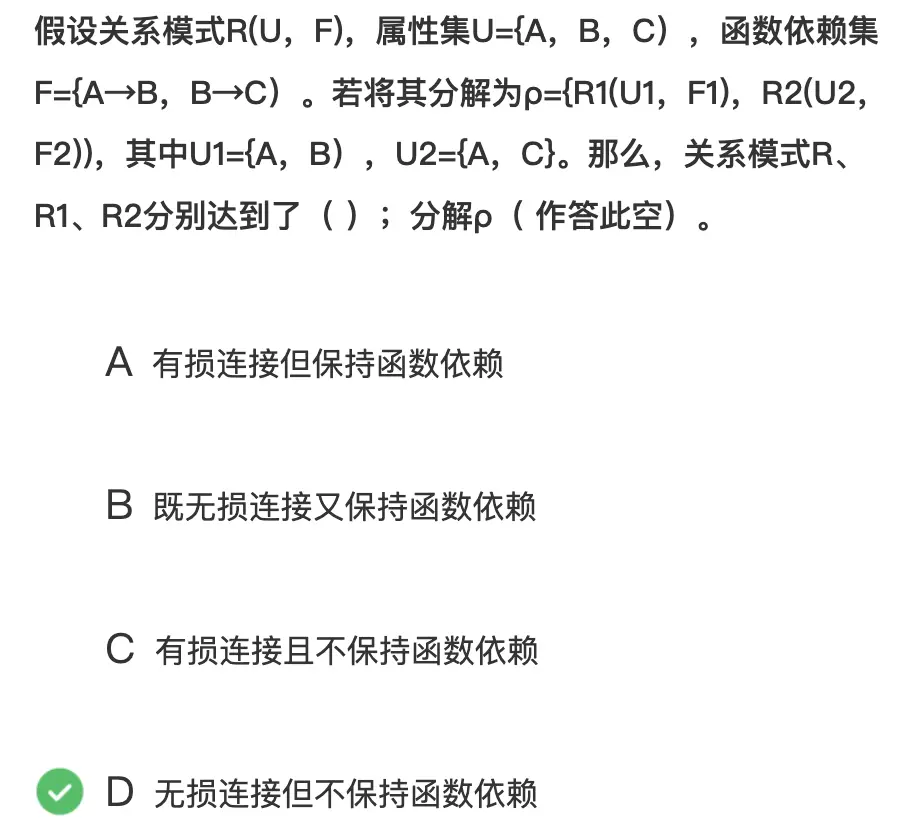 假设关系模式R(U，F)，属性集U={A，B，C），函数依赖集
F={A→B，B→C）。若将其分解为ρ={R1(U1，F1)，R2(U2，
F2))，其中U1={A，B），U2={A，C}。那么，关系模式R、
R1、R2分别达到了（ ）；分解ρ（ 作答此空）。
A 有损连接但保持函数依赖
B 既无损连接又保持函数依赖
C 有损连接且不保持函数依赖
D 无损连接但不保持函数依赖